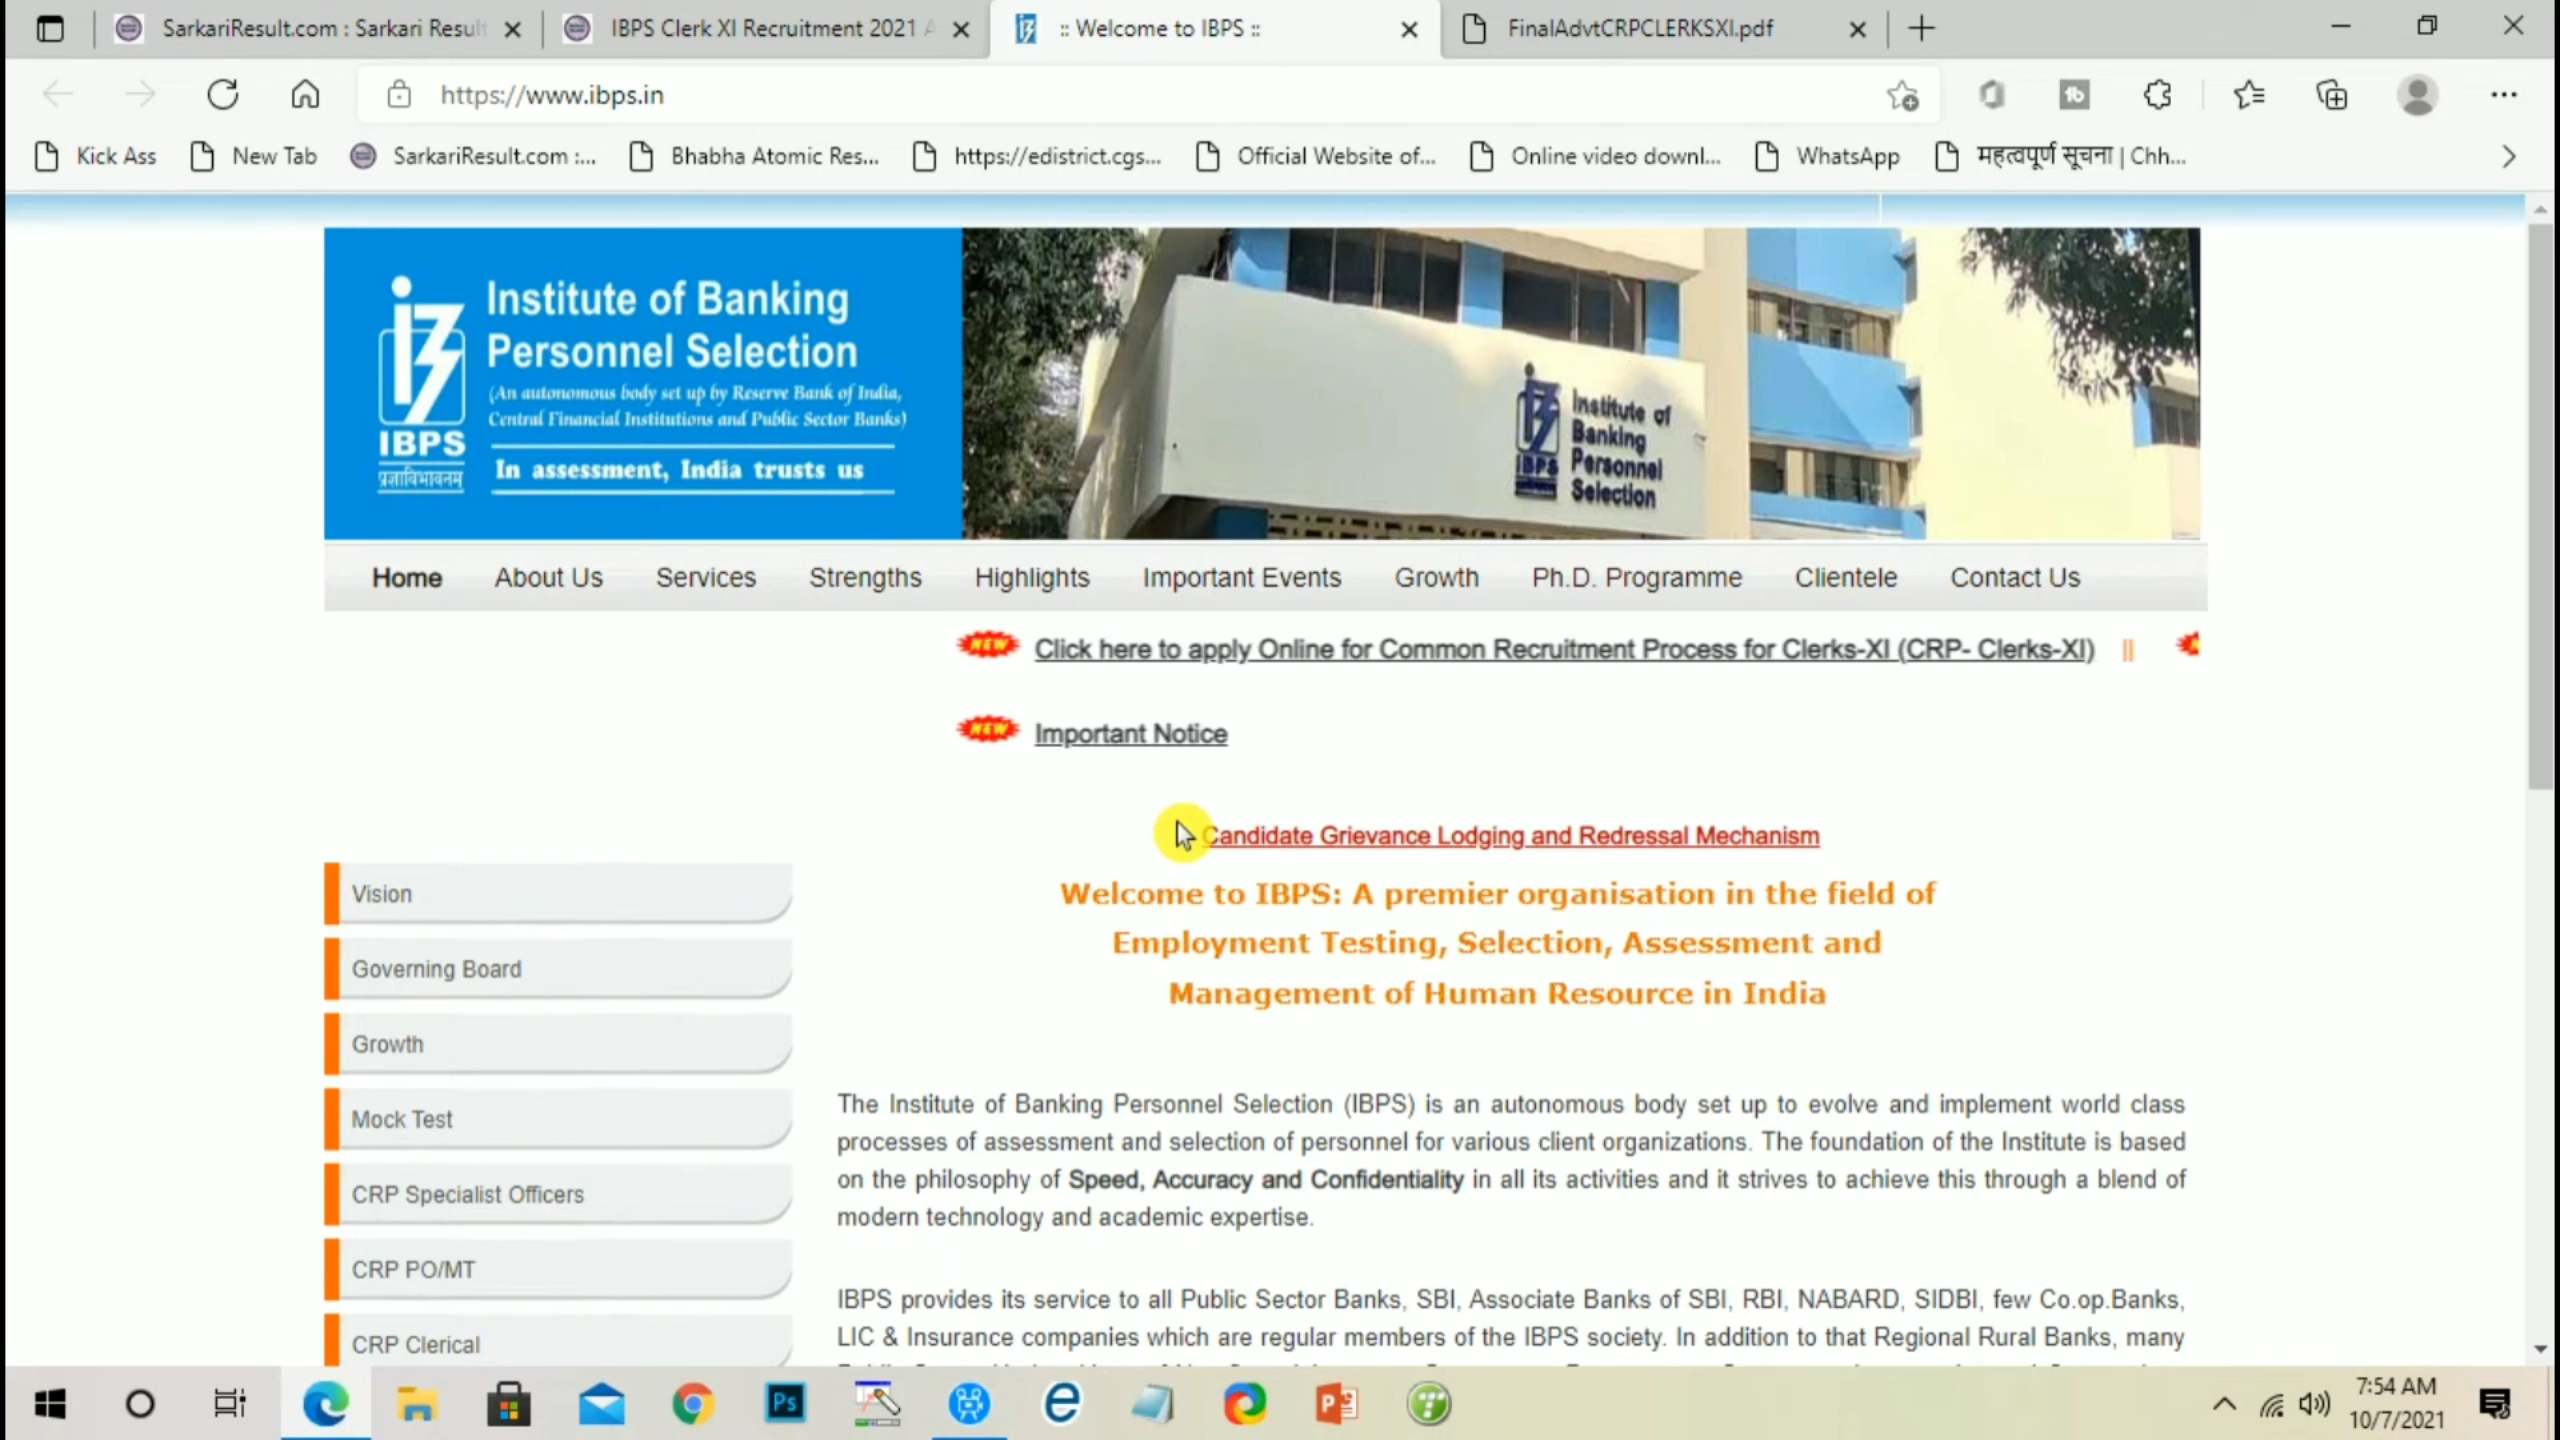 SarkariResult.com : Sarkari Result
IBPS Clerk XI Recruitment 2021 A
:: Welcome to IBPS ::
FinalAdvtCRPCLERKSXI.pdf
https://www.ibps.in
Kick Ass
New Tab
SarkariResult.com :...
Bhabha Atomic Res...
https://edistrict.cgs...
Official Website of...
Online video downl...
WhatsApp
महत्वपूर्ण सूचना | Chh...
Institute of Banking
Personnel Selection
(An autonomous body set up by Reserve Bank of India,
Central Financial Institutions and Public Sector Banks)
In assessment, India trusts us
IBPS
प्रज्ञाविभावनम्
Institute of
Banking
Personnel
Selection
IBPS
Home About Us Services Strengths Highlights Important Events Growth Ph.D. Programme Clientele Contact Us
NEW Click here to apply Online for Common Recruitment Process for Clerks-XI (CRP- Clerks-XI) ||
NEW Important Notice
Candidate Grievance Lodging and Redressal Mechanism
Welcome to IBPS: A premier organisation in the field of
Employment Testing, Selection, Assessment and
Management of Human Resource in India
Vision
Governing Board
Growth
Mock Test
CRP Specialist Officers
CRP PO/MT
CRP Clerical
The Institute of Banking Personnel Selection (IBPS) is an autonomous body set up to evolve and implement world class
processes of assessment and selection of personnel for various client organizations. The foundation of the Institute is based
on the philosophy of Speed, Accuracy and Confidentiality in all its activities and it strives to achieve this through a blend of
modern technology and academic expertise.
IBPS provides its service to all Public Sector Banks, SBI, Associate Banks of SBI, RBI, NABARD, SIDBI, few Co.op.Banks,
LIC & Insurance companies which are regular members of the IBPS society. In addition to that Regional Rural Banks, many
Ps
7:54 AM
10/7/2021